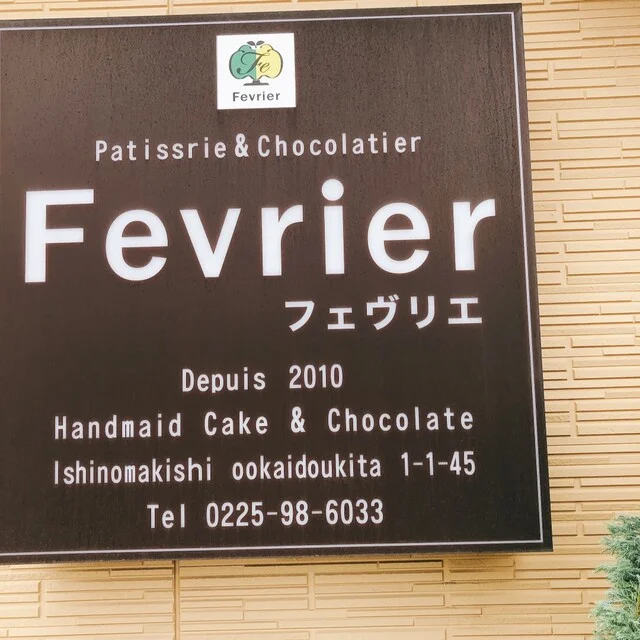 Fe
Fevrier
Patissrie&Chocolatier
Fevrier
フェヴリエ
Depuis 2010
Handmaid Cake & Chocolate
Ishinomakishi ookaidoukita 1-1-45
Tel 0225-98-6033